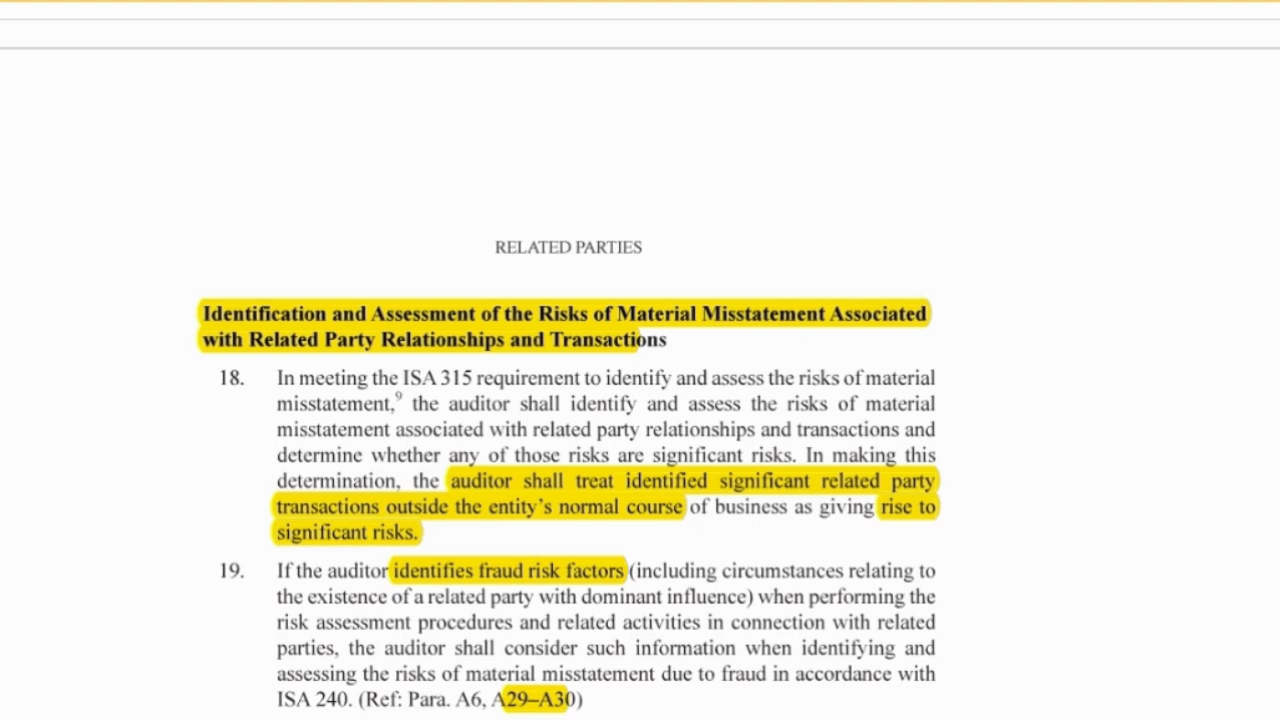 RELATED PARTIES
Identification and Assessment of the Risks of Material Misstatement Associated
with Related Party Relationships and Transactions
18. In meeting the ISA 315 requirement to identify and assess the risks of material
misstatement,⁹ the auditor shall identify and assess the risks of material
misstatement associated with related party relationships and transactions and
determine whether any of those risks are significant risks. In making this
determination, the auditor shall treat identified significant related party
transactions outside the entity’s normal course of business as giving rise to
significant risks.
19. If the auditor identifies fraud risk factors (including circumstances relating to
the existence of a related party with dominant influence) when performing the
risk assessment procedures and related activities in connection with related
parties, the auditor shall consider such information when identifying and
assessing the risks of material misstatement due to fraud in accordance with
ISA 240. (Ref: Para. A6, A29–A30)